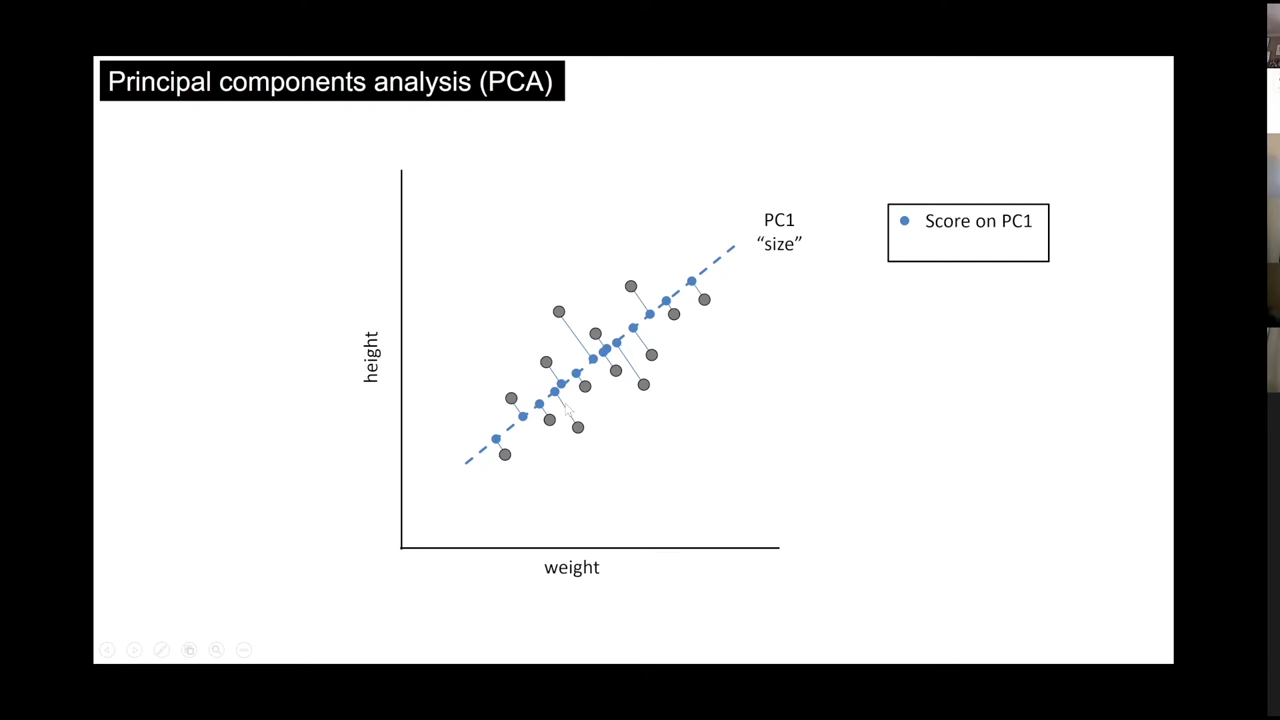 Principal components analysis (PCA)
PC1
“size”
Score on PC1
height
weight